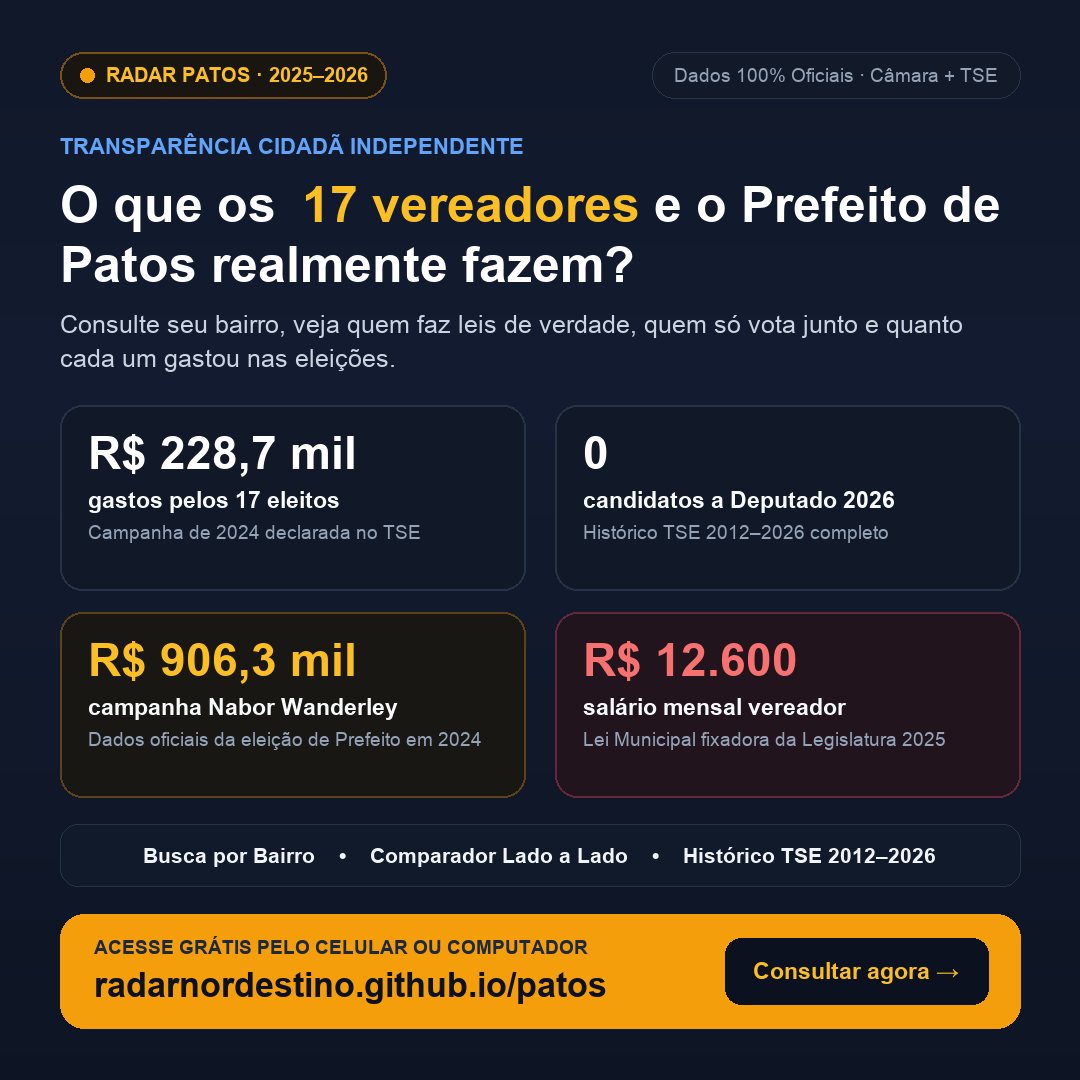 RADAR PATOS · 2025–2026
Dados 100% Oficiais · Câmara + TSE
TRANSPARÊNCIA CIDADÃ INDEPENDENTE
O que os 17 vereadores e o Prefeito de
Patos realmente fazem?
Consulte seu bairro, veja quem faz leis de verdade, quem só vota junto e quanto
cada um gastou nas eleições.
R$ 228,7 mil
gastos pelos 17 eleitos
Campanha de 2024 declarada no TSE
0
candidatos a Deputado 2026
Histórico TSE 2012–2026 completo
R$ 906,3 mil
campanha Nabor Wanderley
Dados oficiais da eleição de Prefeito em 2024
R$ 12.600
salário mensal vereador
Lei Municipal fixadora da Legislatura 2025
Busca por Bairro • Comparador Lado a Lado • Histórico TSE 2012–2026
ACESSE GRÁTIS PELO CELULAR OU COMPUTADOR
radarnordestino.github.io/patos
Consultar agora →